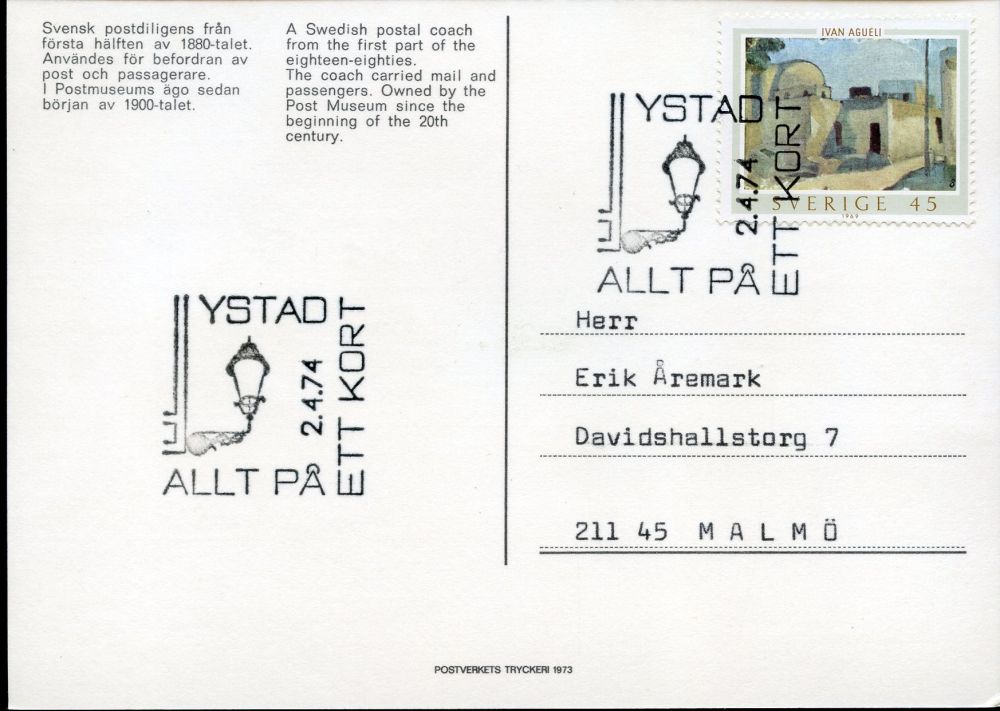 Svensk postdiligens från
första hälften av 1880-talet.
Användes för befordran av
post och passagerare.
I Postmuseums ägo sedan
början av 1900-talet.
A Swedish postal coach
from the first part of the
eighteen-eighties.
The coach carried mail and
passengers. Owned by the
Post Museum since the
beginning of the 20th
century.
IVAN AGUÉLI
SVERIGE 45
1969
YSTAD
2.4.74
ALLT PÅ
ETT KORT
YSTAD
2.4.74
ALLT PÅ
ETT KORT
Herr
Erik Åremark
Davidshallstorg 7
211 45 MALMÖ
POSTVERKETS TRYCKERI 1973